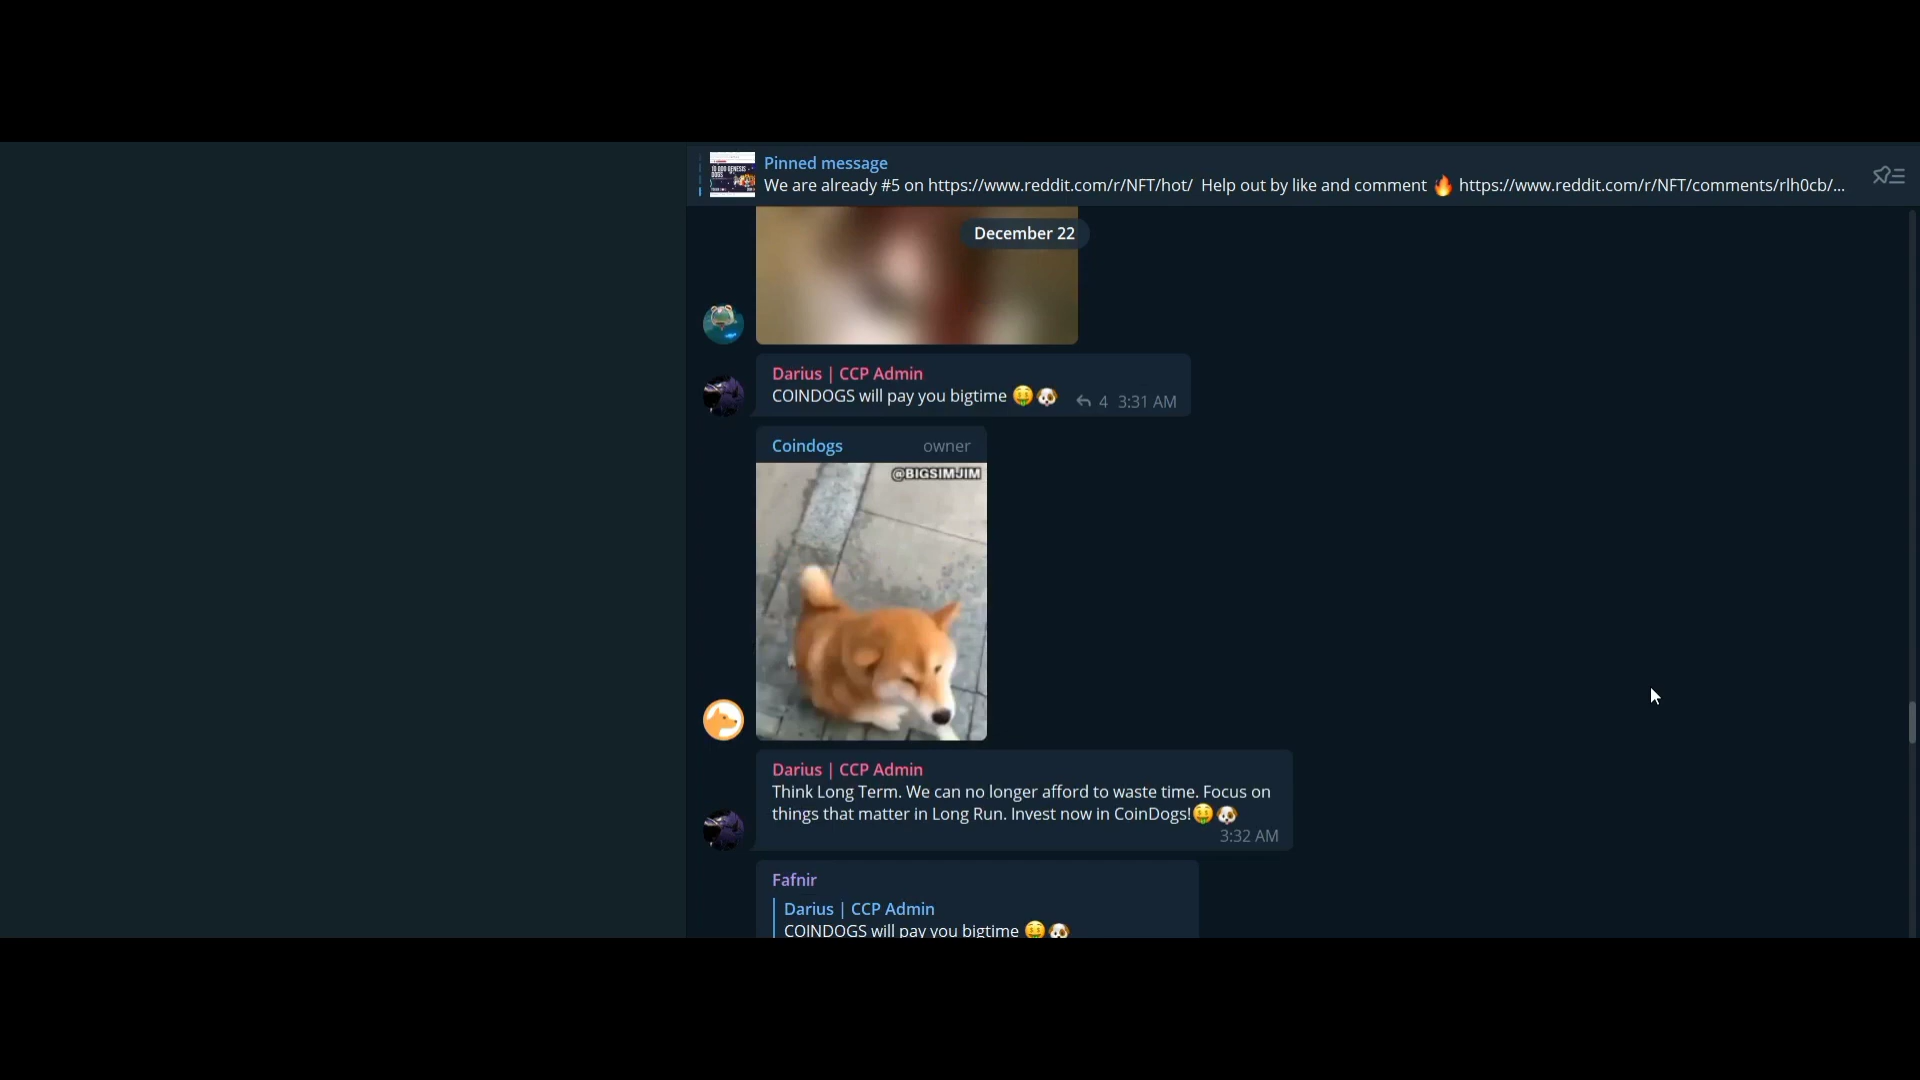 Pinned message
We are already #5 on https://www.reddit.com/r/NFT/hot/ Help out by like and comment 🔥 https://www.reddit.com/r/NFT/comments/rlh0cb/...
December 22
Darius | CCP Admin
COINDOGS will pay you bigtime 🤑🐶 4 3:31 AM
Coindogs owner
@BIGSIMJIM
Darius | CCP Admin
Think Long Term. We can no longer afford to waste time. Focus on
things that matter in Long Run. Invest now in CoinDogs!🤑🐶
3:32 AM
Fafnir
Darius | CCP Admin
COINDOGS will pay you bigtime 🤑🐶